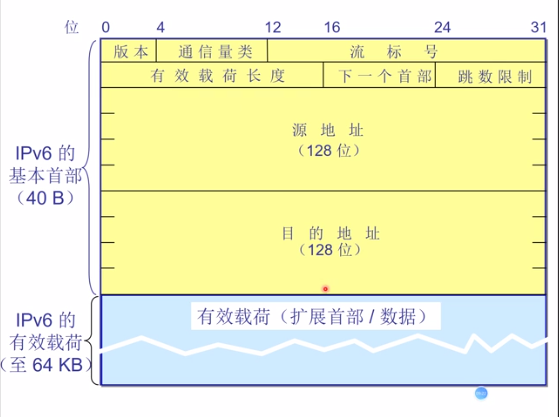 位 0 4 12 16 24 31
版本 通信量类 流标号
有效载荷长度 下一个首部 跳数限制
源地址
（128 位）
IPv6 的
基本首部
（40 B）
目的地址
（128 位）
IPv6 的
有效载荷
（至 64 KB）
有效载荷（扩展首部 / 数据）